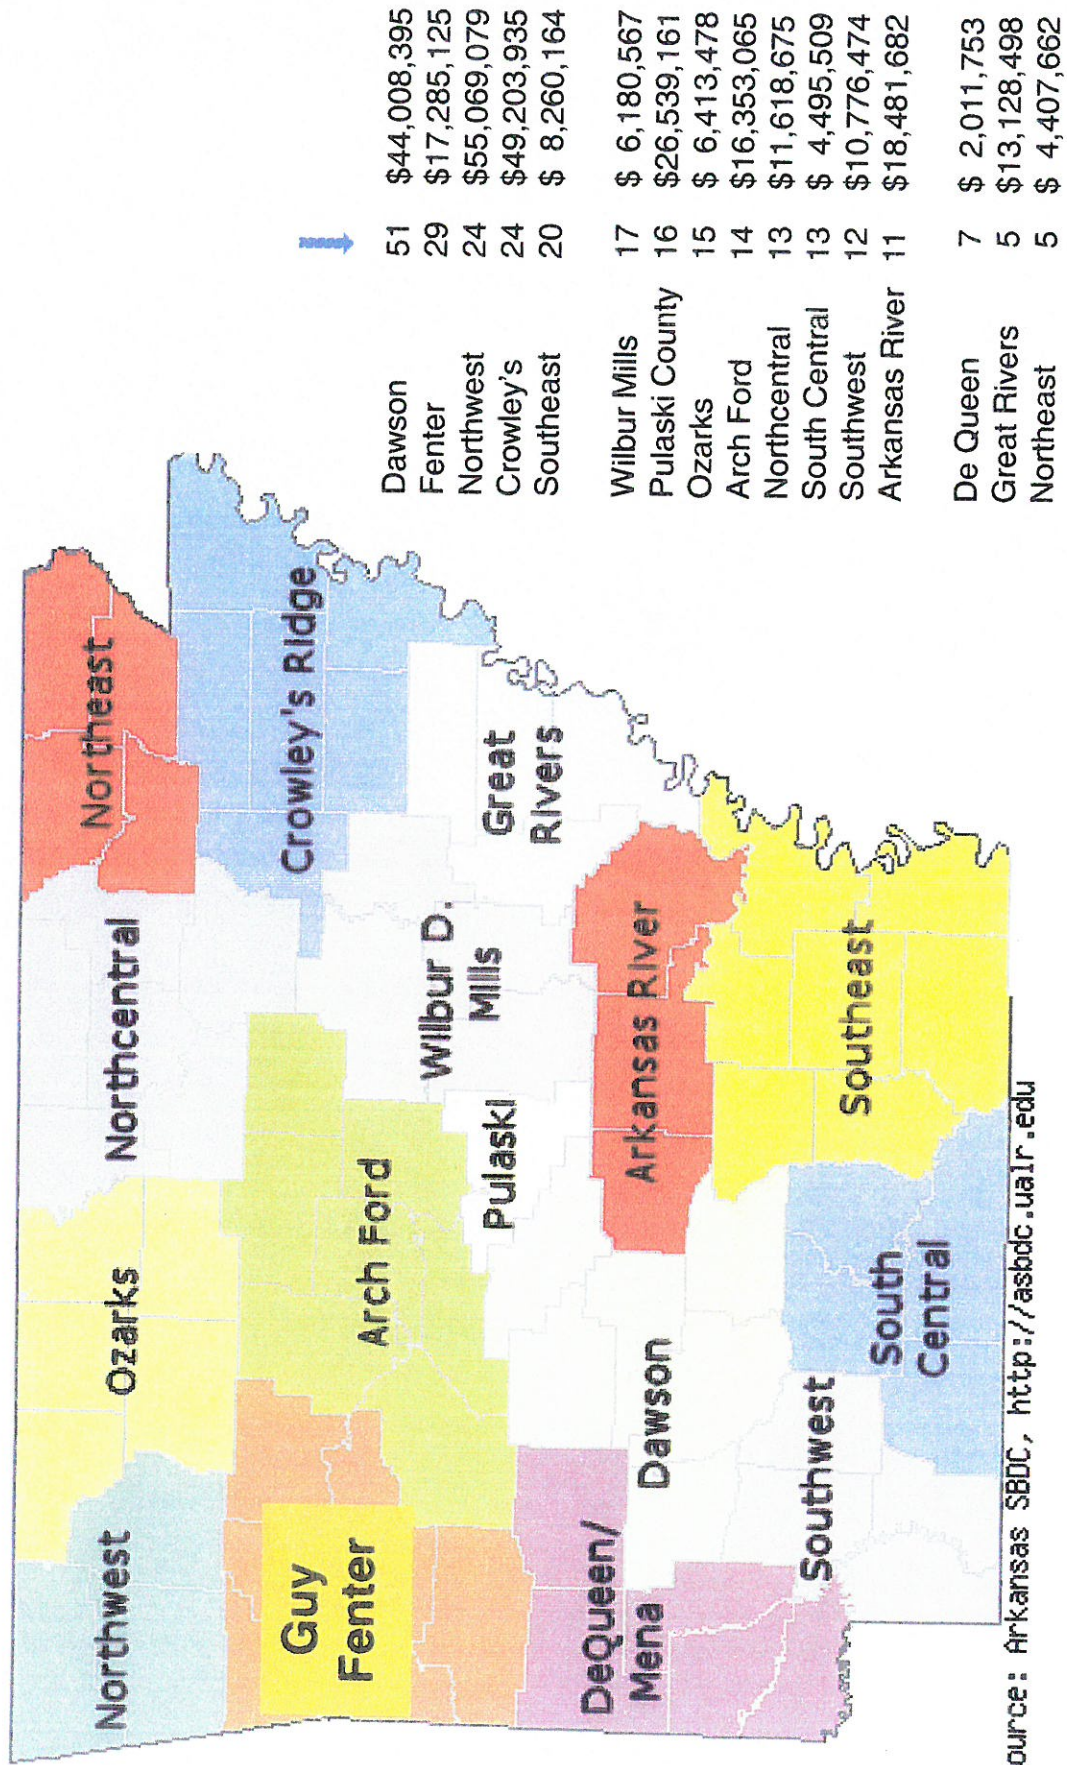 Northwest
Ozarks
Northcentral
Northeast
Guy
Fenter
Arch Ford
Crowley's Ridge
Wilbur D.
Mills
Pulaski
Great
Rivers
DeQueen/
Mena
Dawson
Arkansas River
Southwest
South
Central
Southeast
ource: Arkansas SBDC, http://asbdc.ualr.edu
Dawson 51 $44,008,395
Fenter 29 $17,285,125
Northwest 24 $55,069,079
Crowley's 24 $49,203,935
Southeast 20 $ 8,260,164
Wilbur Mills 17 $ 6,180,567
Pulaski County 16 $26,539,161
Ozarks 15 $ 6,413,478
Arch Ford 14 $16,353,065
Northcentral 13 $11,618,675
South Central 13 $ 4,495,509
Southwest 12 $10,776,474
Arkansas River 11 $18,481,682
De Queen 7 $ 2,011,753
Great Rivers 5 $13,128,498
Northeast 5 $ 4,407,662